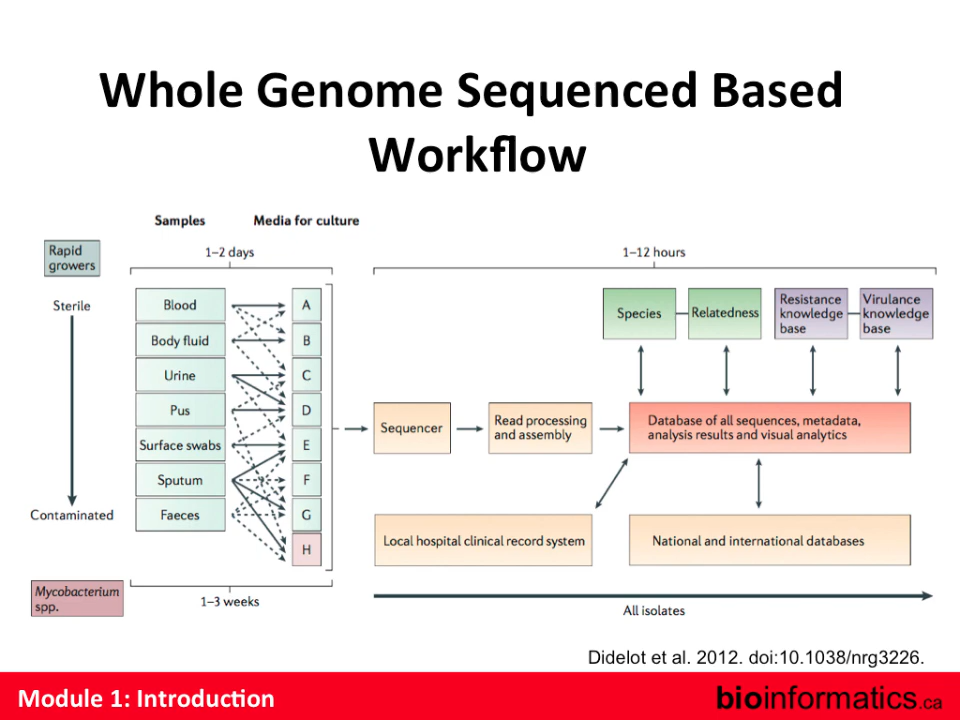 Whole Genome Sequenced Based
Workflow
Samples
Media for culture
Rapid
growers
1–2 days
1–12 hours
Sterile
Blood
A
Body fluid
B
Urine
C
Pus
D
Surface swabs
E
Sputum
F
Faeces
G
H
Contaminated
Species
Relatedness
Resistance
knowledge
base
Virulance
knowledge
base
Sequencer
Read processing
and assembly
Database of all sequences, metadata,
analysis results and visual analytics
Local hospital clinical record system
National and international databases
Mycobacterium
spp.
1–3 weeks
All isolates
Didelot et al. 2012. doi:10.1038/nrg3226.
Module 1: Introduction
bioinformatics.ca